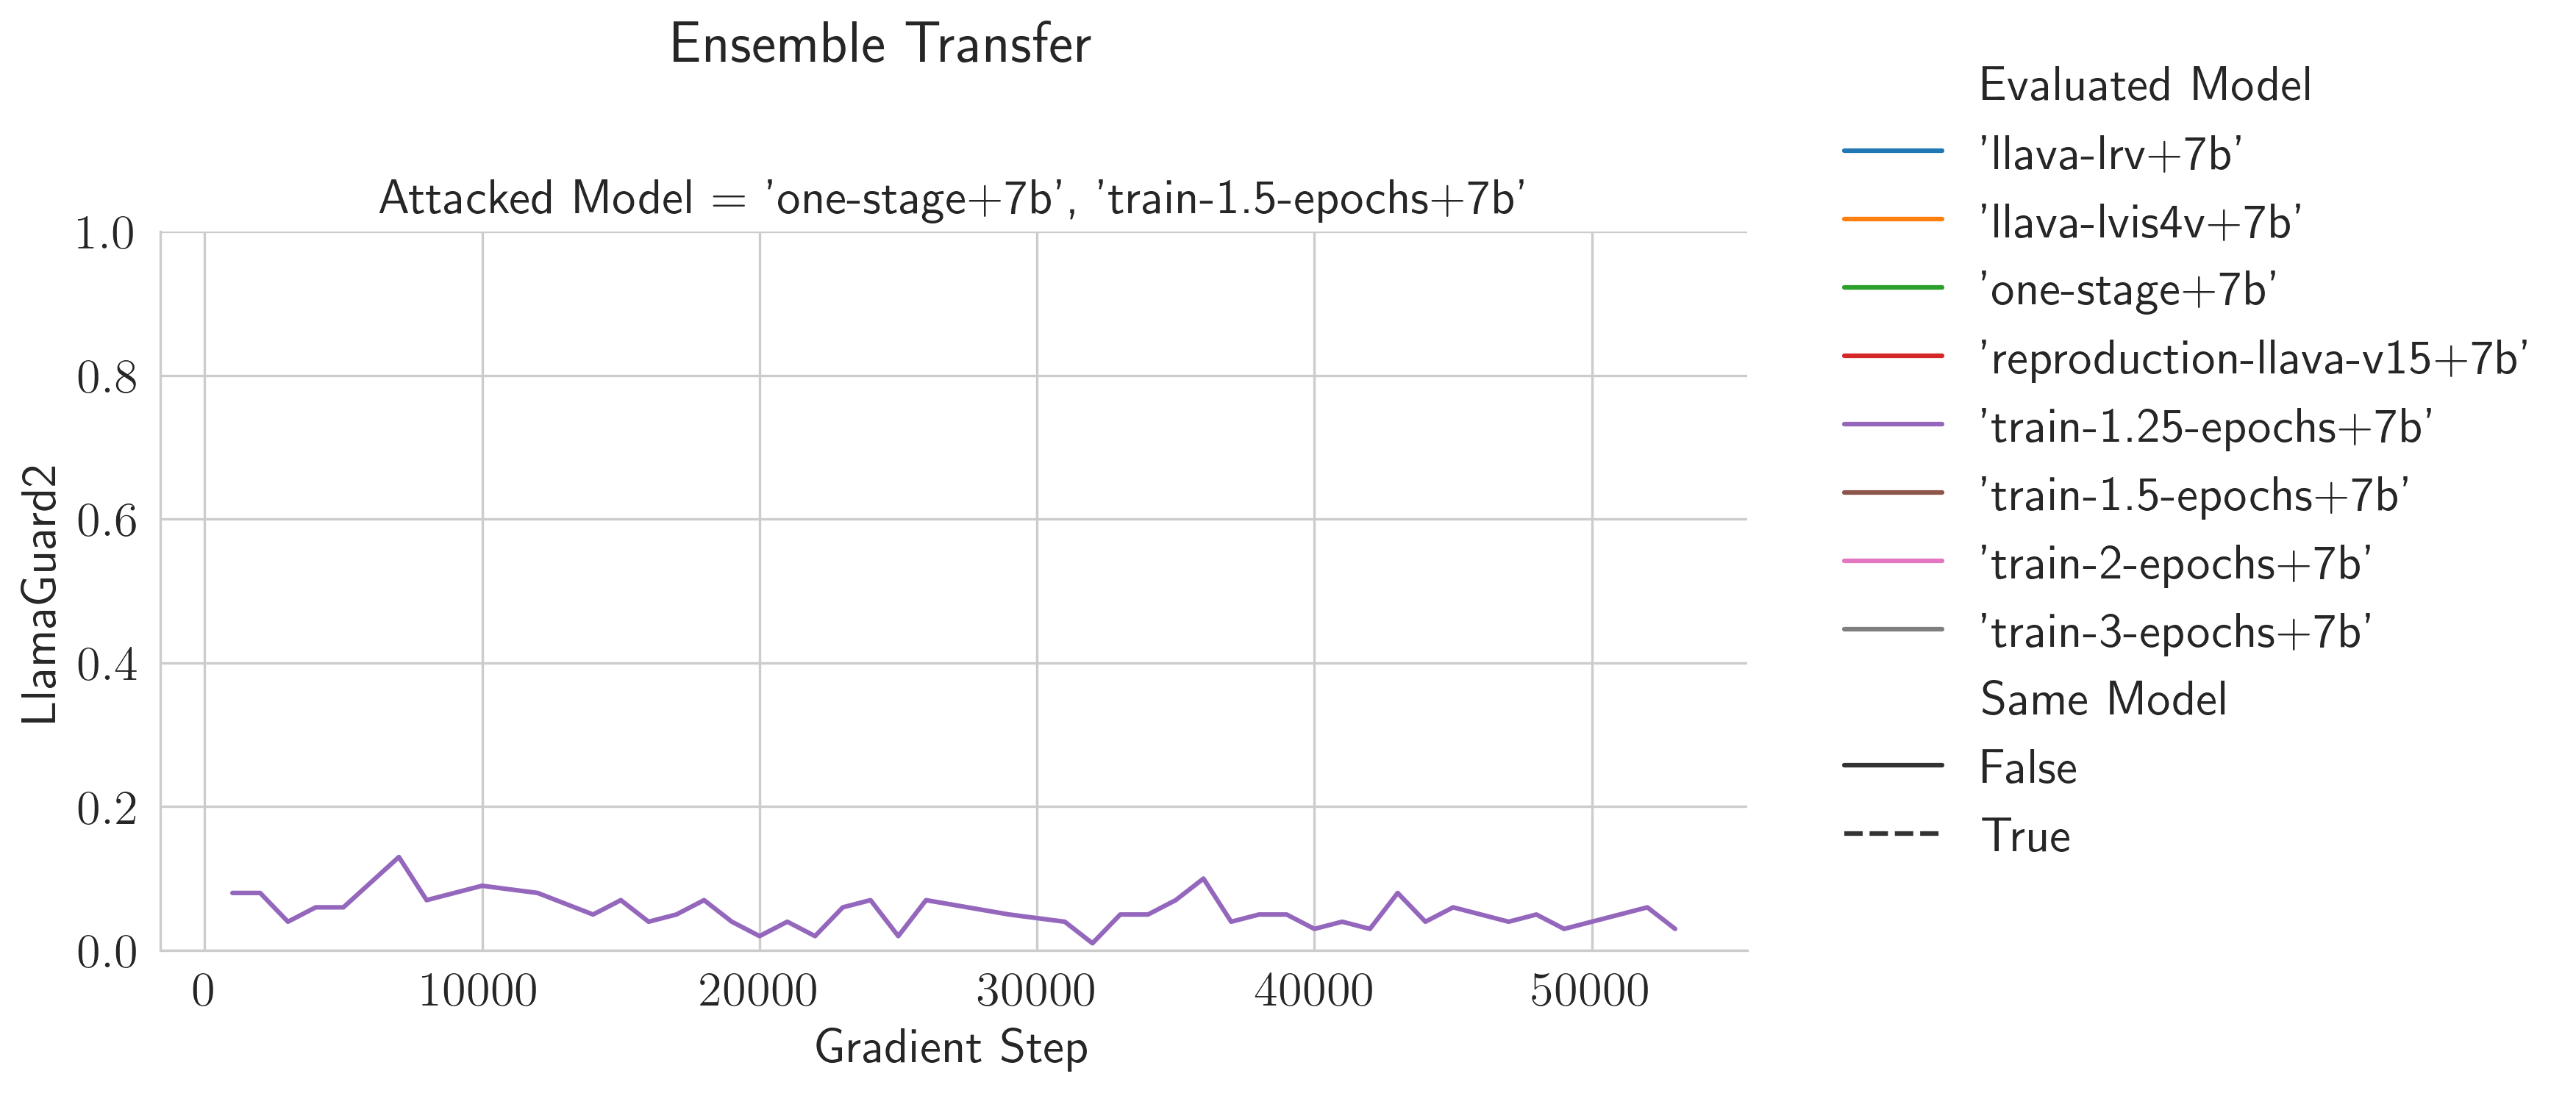 Ensemble Transfer
Attacked Model = 'one-stage+7b', 'train-1.5-epochs+7b'
1.0
0.8
0.6
0.4
0.2
0.0
LlamaGuard2
0
10000
20000
30000
40000
50000
Gradient Step
Evaluated Model
'llava-lrv+7b'
'llava-lvis4v+7b'
'one-stage+7b'
'reproduction-llava-v15+7b'
'train-1.25-epochs+7b'
'train-1.5-epochs+7b'
'train-2-epochs+7b'
'train-3-epochs+7b'
Same Model
False
True